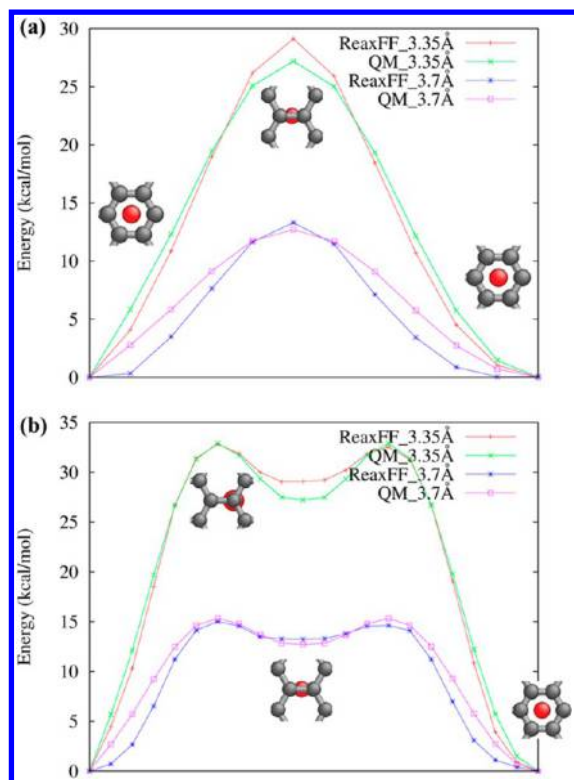 (a)
30
25
20
15
10
5
0
Energy (kcal/mol)
ReaxFF_3.35Å
QM_3.35Å
ReaxFF_3.7Å
QM_3.7Å
(b)
35
30
25
20
15
10
5
0
Energy (kcal/mol)
ReaxFF_3.35Å
QM_3.35Å
ReaxFF_3.7Å
QM_3.7Å